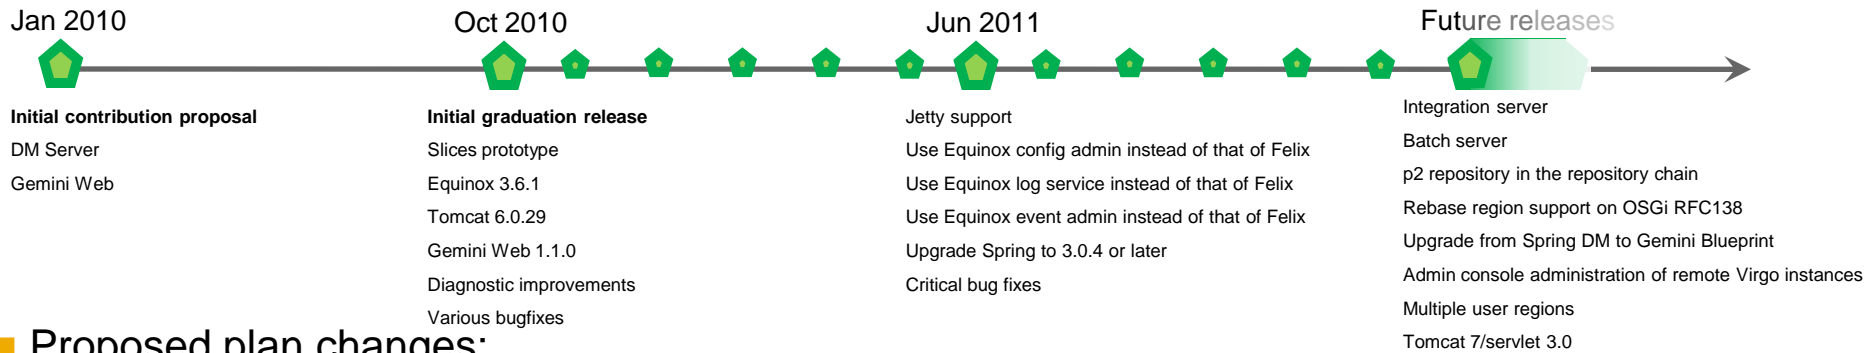 Jan 2010
Oct 2010
Jun 2011
Future releases
Initial contribution proposal
DM Server
Gemini Web
Initial graduation release
Slices prototype
Equinox 3.6.1
Tomcat 6.0.29
Gemini Web 1.1.0
Diagnostic improvements
Various bugfixes
Jetty support
Use Equinox config admin instead of that of Felix
Use Equinox log service instead of that of Felix
Use Equinox event admin instead of that of Felix
Upgrade Spring to 3.0.4 or later
Critical bug fixes
Integration server
Batch server
p2 repository in the repository chain
Rebase region support on OSGi RFC138
Upgrade from Spring DM to Gemini Blueprint
Admin console administration of remote Virgo instances
Multiple user regions
Tomcat 7/servlet 3.0
Proposed plan changes: